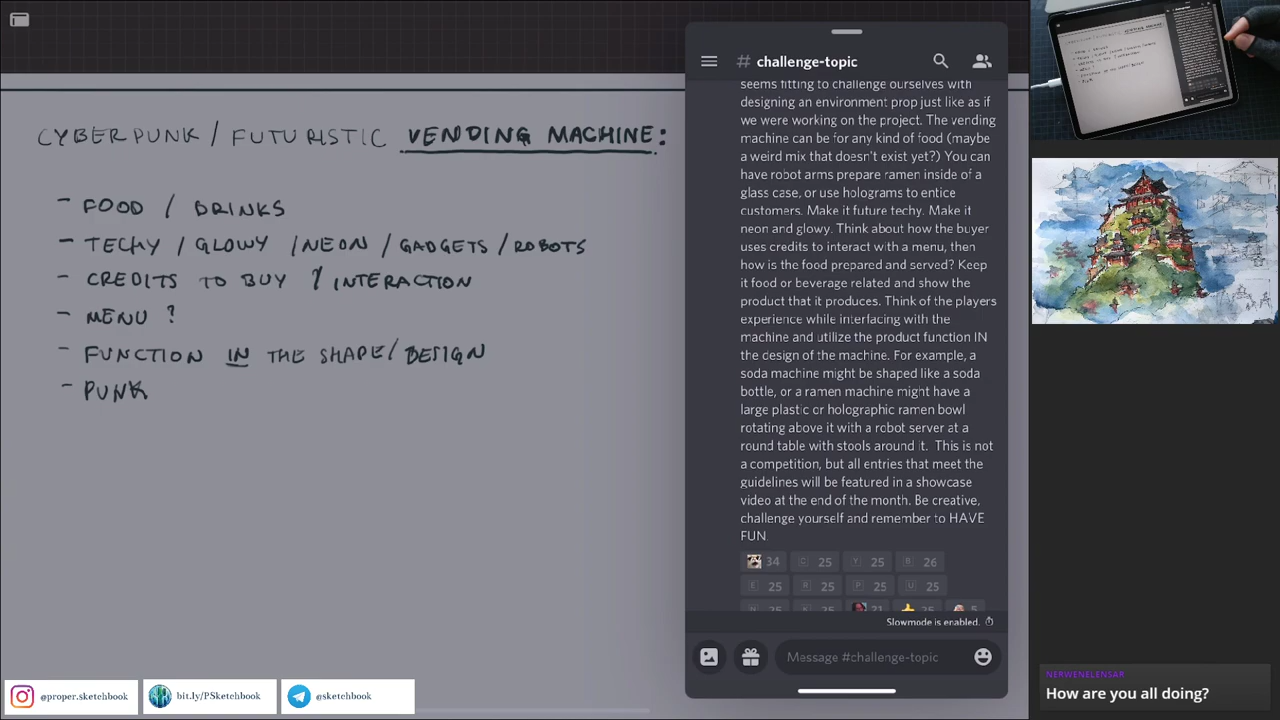 CYBERPUNK / FUTURISTIC VENDING MACHINE:
- FOOD / DRINKS
- TECHY / GLOWY / NEON / GADGETS / ROBOTS
- CREDITS TO BUY / INTERACTION
- MENU ?
- FUNCTION IN THE SHAPE / DESIGN
- PUNK
# challenge-topic
seems fitting to challenge ourselves with
designing an environment prop just like as if
we were working on the project. The vending
machine can be for any kind of food (maybe
a weird mix that doesn't exist yet?) You can
have robot arms prepare ramen inside of a
glass case, or use holograms to entice
customers. Make it future techy. Make it
neon and glowy. Think about how the buyer
uses credits to interact with a menu, then
how is the food prepared and served? Keep
it food or beverage related and show the
product that it produces. Think of the players
experience while interfacing with the
machine and utilize the product function IN
the design of the machine. For example, a
soda machine might be shaped like a soda
bottle, or a ramen machine might have a
large plastic or holographic ramen bowl
rotating above it with a robot server at a
round table with stools around it. This is not
a competition, but all entries that meet the
guidelines will be featured in a showcase
video at the end of the month. Be creative,
challenge yourself and remember to HAVE
FUN.
34 C 25 Y 25 B 26
E 25 R 25 P 25 U 25
N 25 K 25 21 25 5
Slowmode is enabled.
Message #challenge-topic
@proper.sketchbook
bit.ly/PSketchbook
@sketchbook
NERWENELENSAR
How are you all doing?